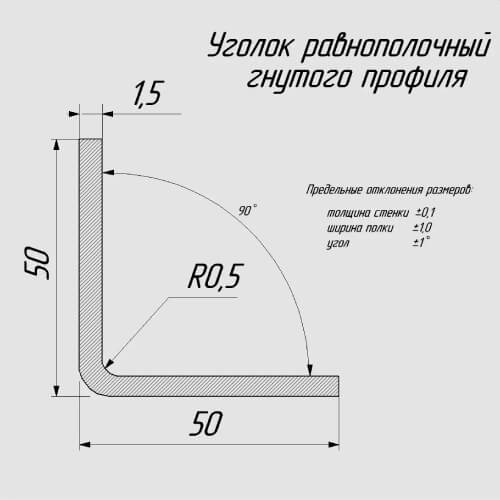 Уголок равнополочный
гнутого профиля
1,5
Предельные отклонения размеров:
90°
толщина стенки ±0,1
ширина полки ±1,0
угол ±1°
50
R0,5
50